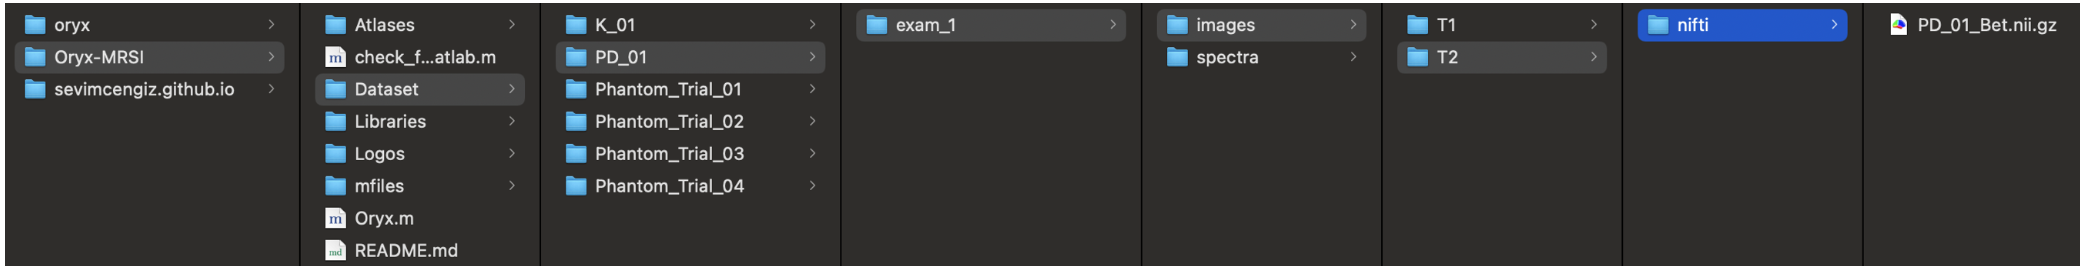 oryx
Oryx-MRSI
sevimcengiz.github.io
Atlases
check_f...atlab.m
Dataset
Libraries
Logos
mfiles
m Oryx.m
md README.md
K_01
PD_01
Phantom_Trial_01
Phantom_Trial_02
Phantom_Trial_03
Phantom_Trial_04
exam_1
images
spectra
T1
T2
nifti
PD_01_Bet.nii.gz